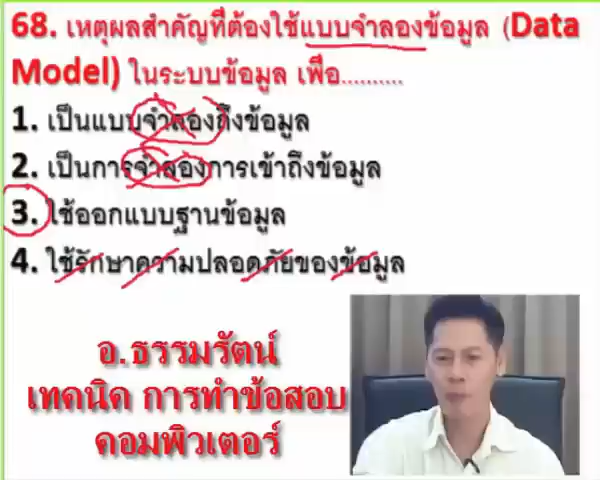 68. เหตุผลสำคัญที่ต้องใช้แบบจำลองข้อมูล (Data
Model) ในระบบข้อมูล เพื่อ..........
1. เป็นแบบจำลองถึงข้อมูล
2. เป็นการจำลองการเข้าถึงข้อมูล
3. ใช้ออกแบบฐานข้อมูล
4. ใช้รักษาความปลอดภัยของข้อมูล
อ.ธรรมรัตน์
เทคนิค การทำข้อสอบ
คอมพิวเตอร์